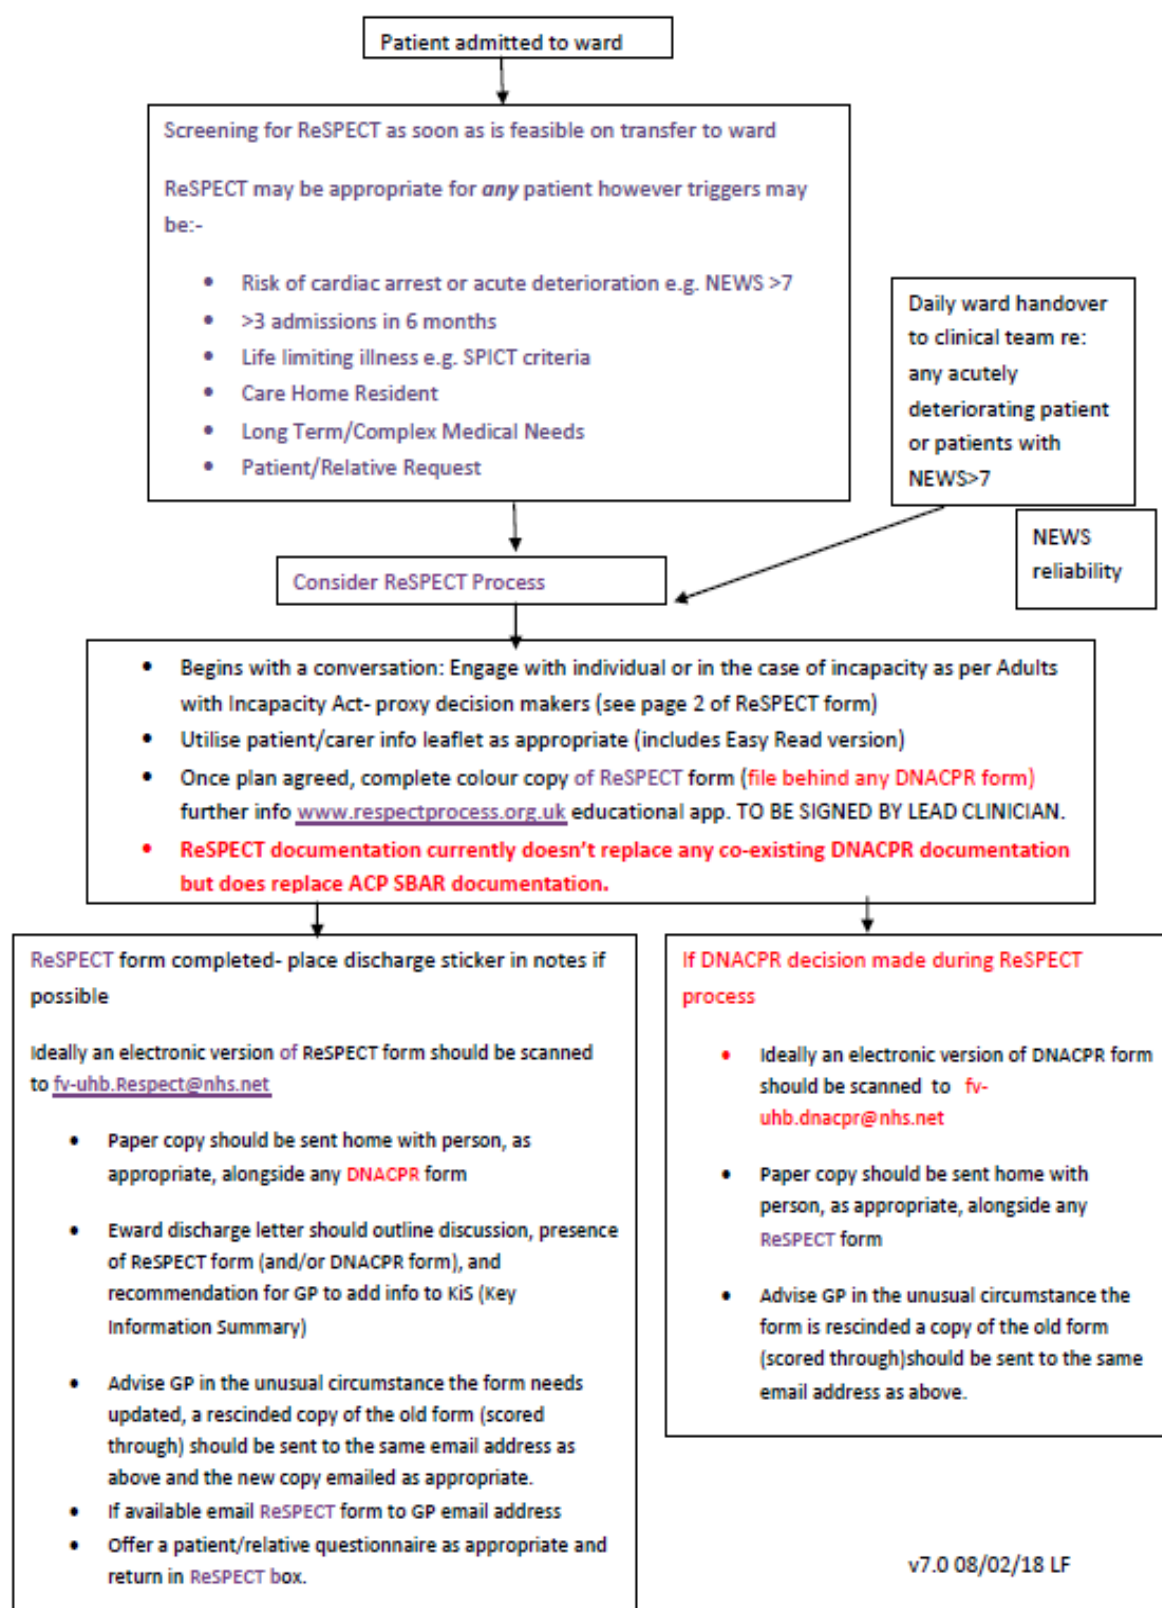 Patient admitted to ward
Screening for ReSPECT as soon as is feasible on transfer to ward
ReSPECT may be appropriate for any patient however triggers may
be:-
• Risk of cardiac arrest or acute deterioration e.g. NEWS >7
• >3 admissions in 6 months
• Life limiting illness e.g. SPICT criteria
• Care Home Resident
• Long Term/Complex Medical Needs
• Patient/Relative Request
Daily ward handover
to clinical team re:
any acutely
deteriorating patient
or patients with
NEWS>7
NEWS
reliability
Consider ReSPECT Process
• Begins with a conversation: Engage with individual or in the case of incapacity as per Adults
with Incapacity Act- proxy decision makers (see page 2 of ReSPECT form)
• Utilise patient/carer info leaflet as appropriate (includes Easy Read version)
• Once plan agreed, complete colour copy of ReSPECT form (file behind any DNACPR form)
further info www.respectprocess.org.uk educational app. TO BE SIGNED BY LEAD CLINICIAN.
• ReSPECT documentation currently doesn't replace any co-existing DNACPR documentation
but does replace ACP SBAR documentation.
ReSPECT form completed- place discharge sticker in notes if
possible
Ideally an electronic version of ReSPECT form should be scanned
to fv-uhb.Respect@nhs.net
• Paper copy should be sent home with person, as
appropriate, alongside any DNACPR form
• Eward discharge letter should outline discussion, presence
of ReSPECT form (and/or DNACPR form), and
recommendation for GP to add info to KiS (Key
Information Summary)
• Advise GP in the unusual circumstance the form needs
updated, a rescinded copy of the old form (scored
through) should be sent to the same email address as
above and the new copy emailed as appropriate.
• If available email ReSPECT form to GP email address
• Offer a patient/relative questionnaire as appropriate and
return in ReSPECT box.
If DNACPR decision made during ReSPECT
process
• Ideally an electronic version of DNACPR form
should be scanned to fv-
uhb.dnacpr@nhs.net
• Paper copy should be sent home with
person, as appropriate, alongside any
ReSPECT form
• Advise GP in the unusual circumstance the
form is rescinded a copy of the old form
(scored through)should be sent to the same
email address as above.
v7.0 08/02/18 LF